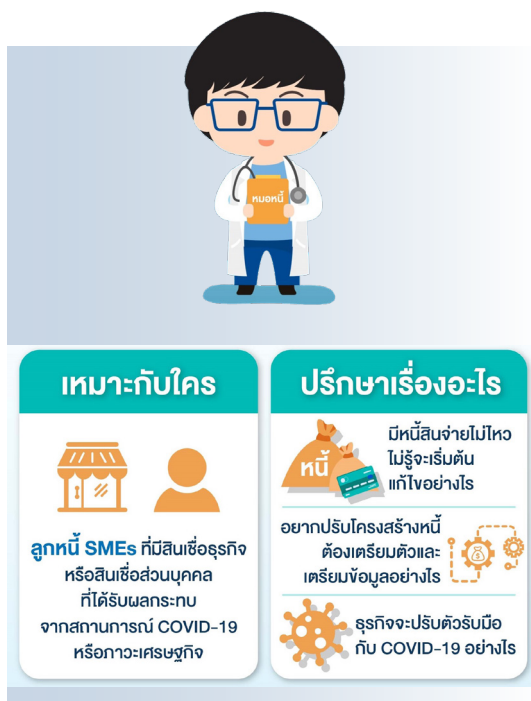 หมอหนี้
เหมาะกับใคร
ลูกหนี้ SMEs ที่มีสินเชื่อธุรกิจ
หรือสินเชื่อส่วนบุคคล
ที่ได้รับผลกระทบ
จากสถานการณ์ COVID-19
หรือภาวะเศรษฐกิจ
ปรึกษาเรื่องอะไร
หนี้
มีหนี้สินจ่ายไม่ไหว
ไม่รู้จะเริ่มต้น
แก้ไขอย่างไร
อยากปรับโครงสร้างหนี้
ต้องเตรียมตัวและ
เตรียมข้อมูลอย่างไร
ธุรกิจจะปรับตัวรับมือ
กับ COVID-19 อย่างไร